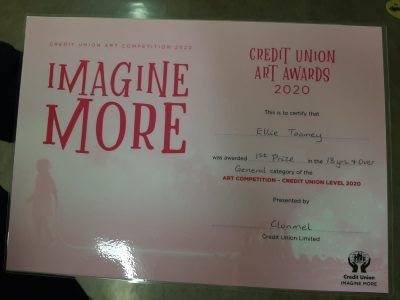 CREDIT UNION ART COMPETITION 2020
IMAGINE
MORE
CREDIT UNION
ART AWARDS
2020
This is to certify that
Ellie Toomey
was awarded 1st Prize in the 18yrs & Over
General category of the
ART COMPETITION – CREDIT UNION LEVEL 2020
Presented by
Clonmel
Credit Union Limited
Credit Union
IMAGINE MORE